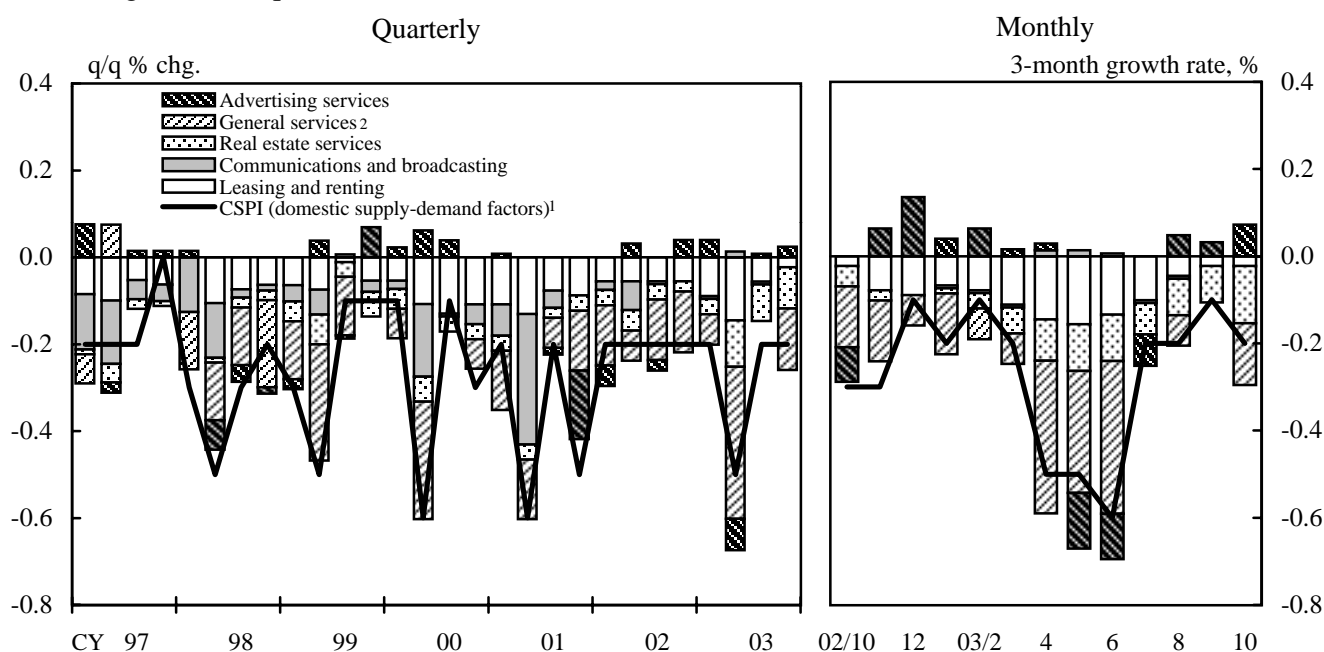 Quarterly
Monthly
q/q % chg.
3-month growth rate, %
0.4
0.2
0.0
-0.2
-0.4
-0.6
-0.8
Advertising services
General services 2
Real estate services
Communications and broadcasting
Leasing and renting
CSPI (domestic supply-demand factors)1
0.4
0.2
0.0
-0.2
-0.4
-0.6
-0.8
CY 97 98 99 00 01 02 03
02/10 12 03/2 4 6 8 10